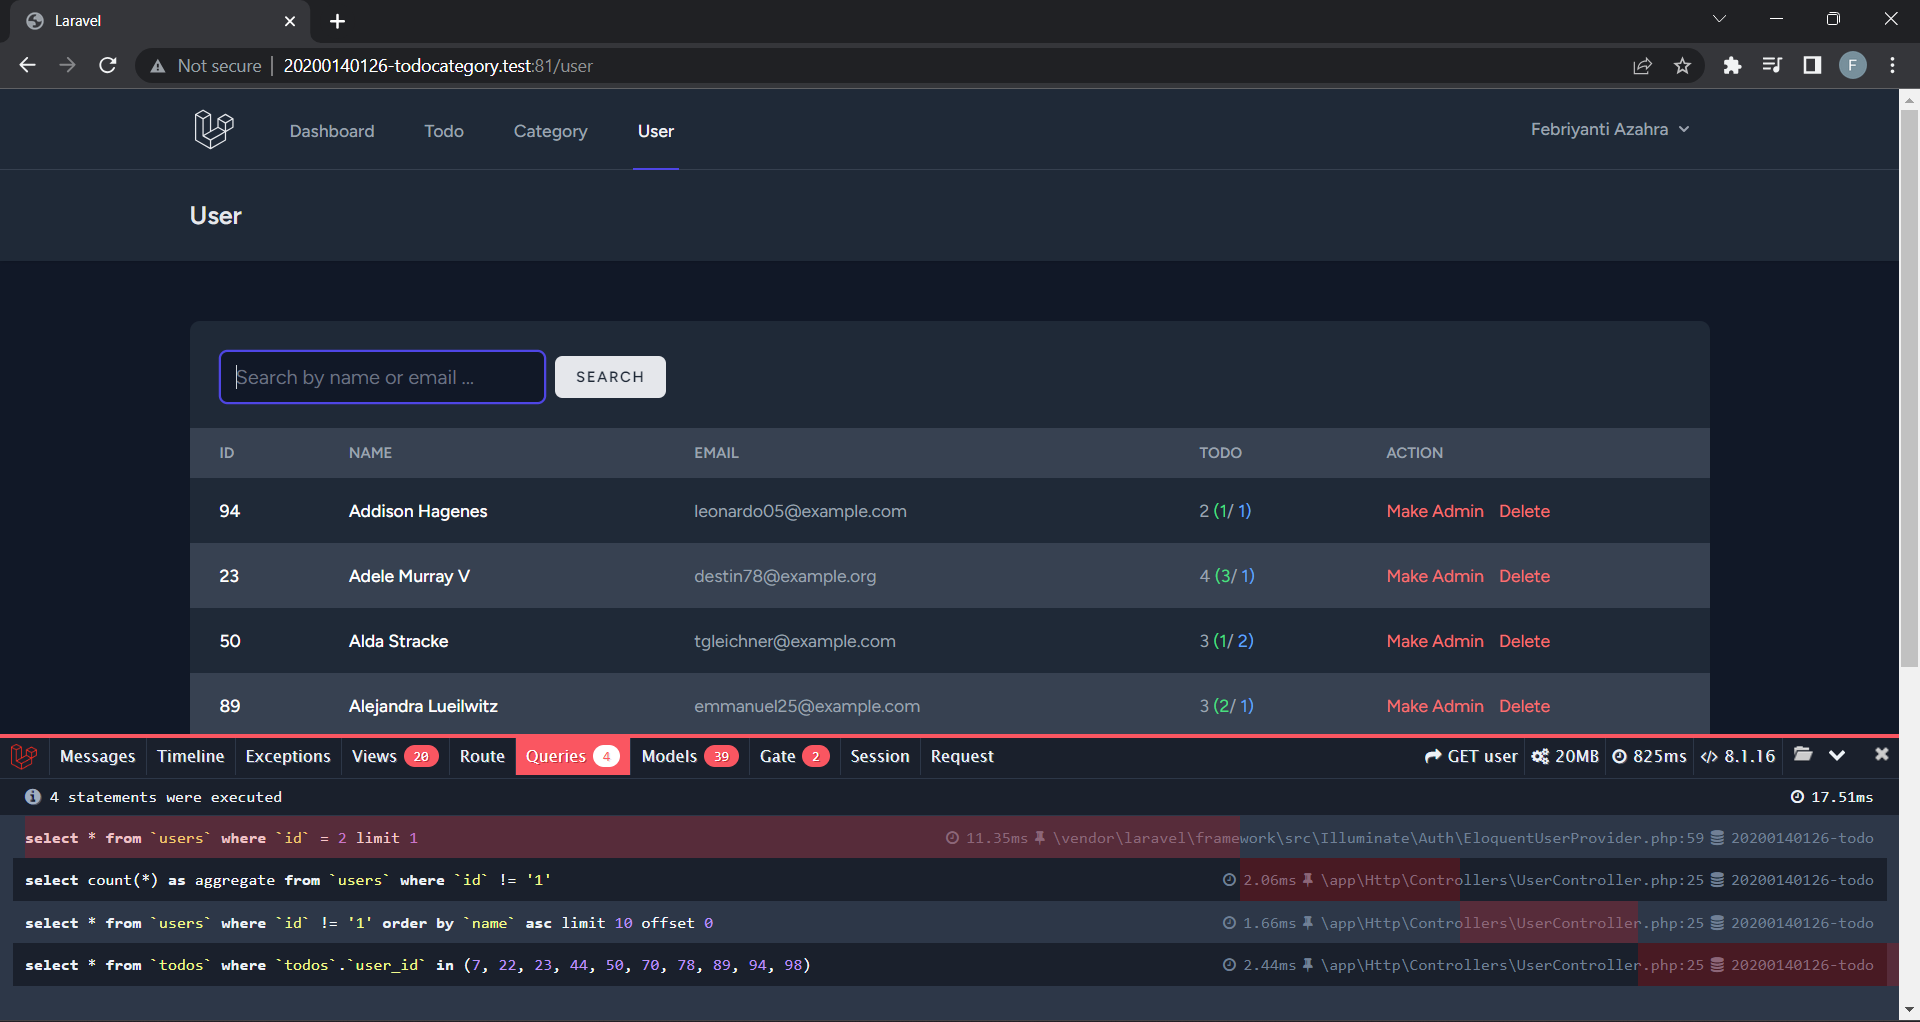 Laravel
Not secure 20200140126-todocategory.test:81/user F
Dashboard Todo Category User Febriyanti Azahra
User
Search by name or email ... SEARCH
ID NAME EMAIL TODO ACTION
94 Addison Hagenes leonardo05@example.com 2 (1/ 1) Make Admin Delete
23 Adele Murray V destin78@example.org 4 (3/ 1) Make Admin Delete
50 Alda Stracke tgleichner@example.com 3 (1/ 2) Make Admin Delete
89 Alejandra Lueilwitz emmanuel25@example.com 3 (2/ 1) Make Admin Delete
Messages Timeline Exceptions Views 20 Route Queries 4 Models 39 Gate 2 Session Request GET user 20MB 825ms 8.1.16
4 statements were executed 17.51ms
select * from `users` where `id` = 2 limit 1 11.35ms \vendor\laravel\framework\src\Illuminate\Auth\EloquentUserProvider.php:59 20200140126-todo
select count(*) as aggregate from `users` where `id` != '1' 2.06ms \app\Http\Controllers\UserController.php:25 20200140126-todo
select * from `users` where `id` != '1' order by `name` asc limit 10 offset 0 1.66ms \app\Http\Controllers\UserController.php:25 20200140126-todo
select * from `todos` where `todos`.`user_id` in (7, 22, 23, 44, 50, 70, 78, 89, 94, 98) 2.44ms \app\Http\Controllers\UserController.php:25 20200140126-todo